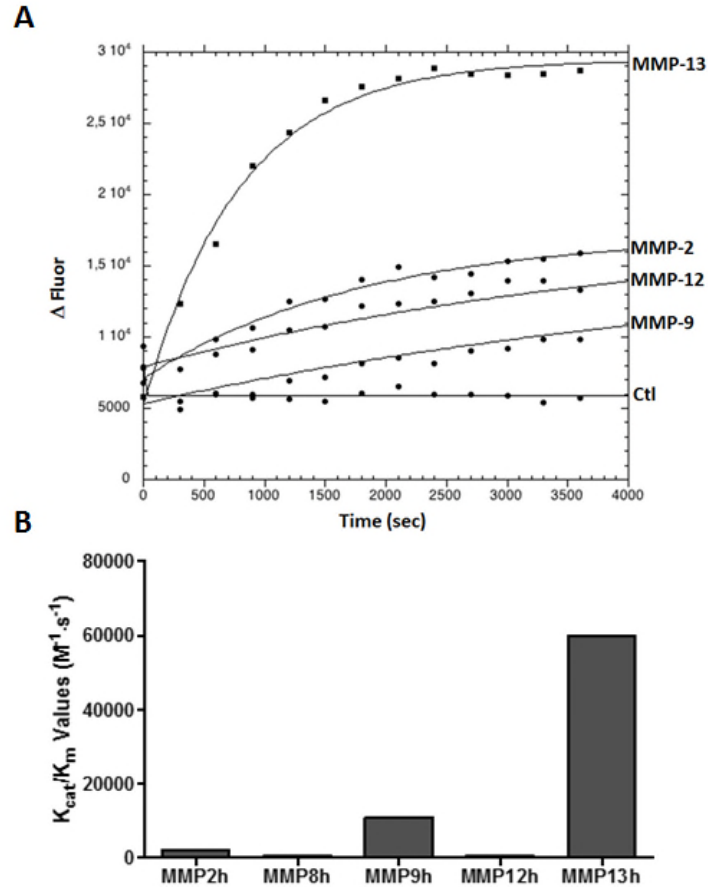 A
3 10⁴
MMP-13
2,5 10⁴
2 10⁴
1,5 10⁴
MMP-2
MMP-12
1 10⁴
MMP-9
5000
Ctl
0
Δ Fluor
0 500 1000 1500 2000 2500 3000 3500 4000
Time (sec)
B
80000
60000
40000
20000
0
Kcat/Km Values (M⁻¹·s⁻¹)
MMP2h MMP8h MMP9h MMP12h MMP13h